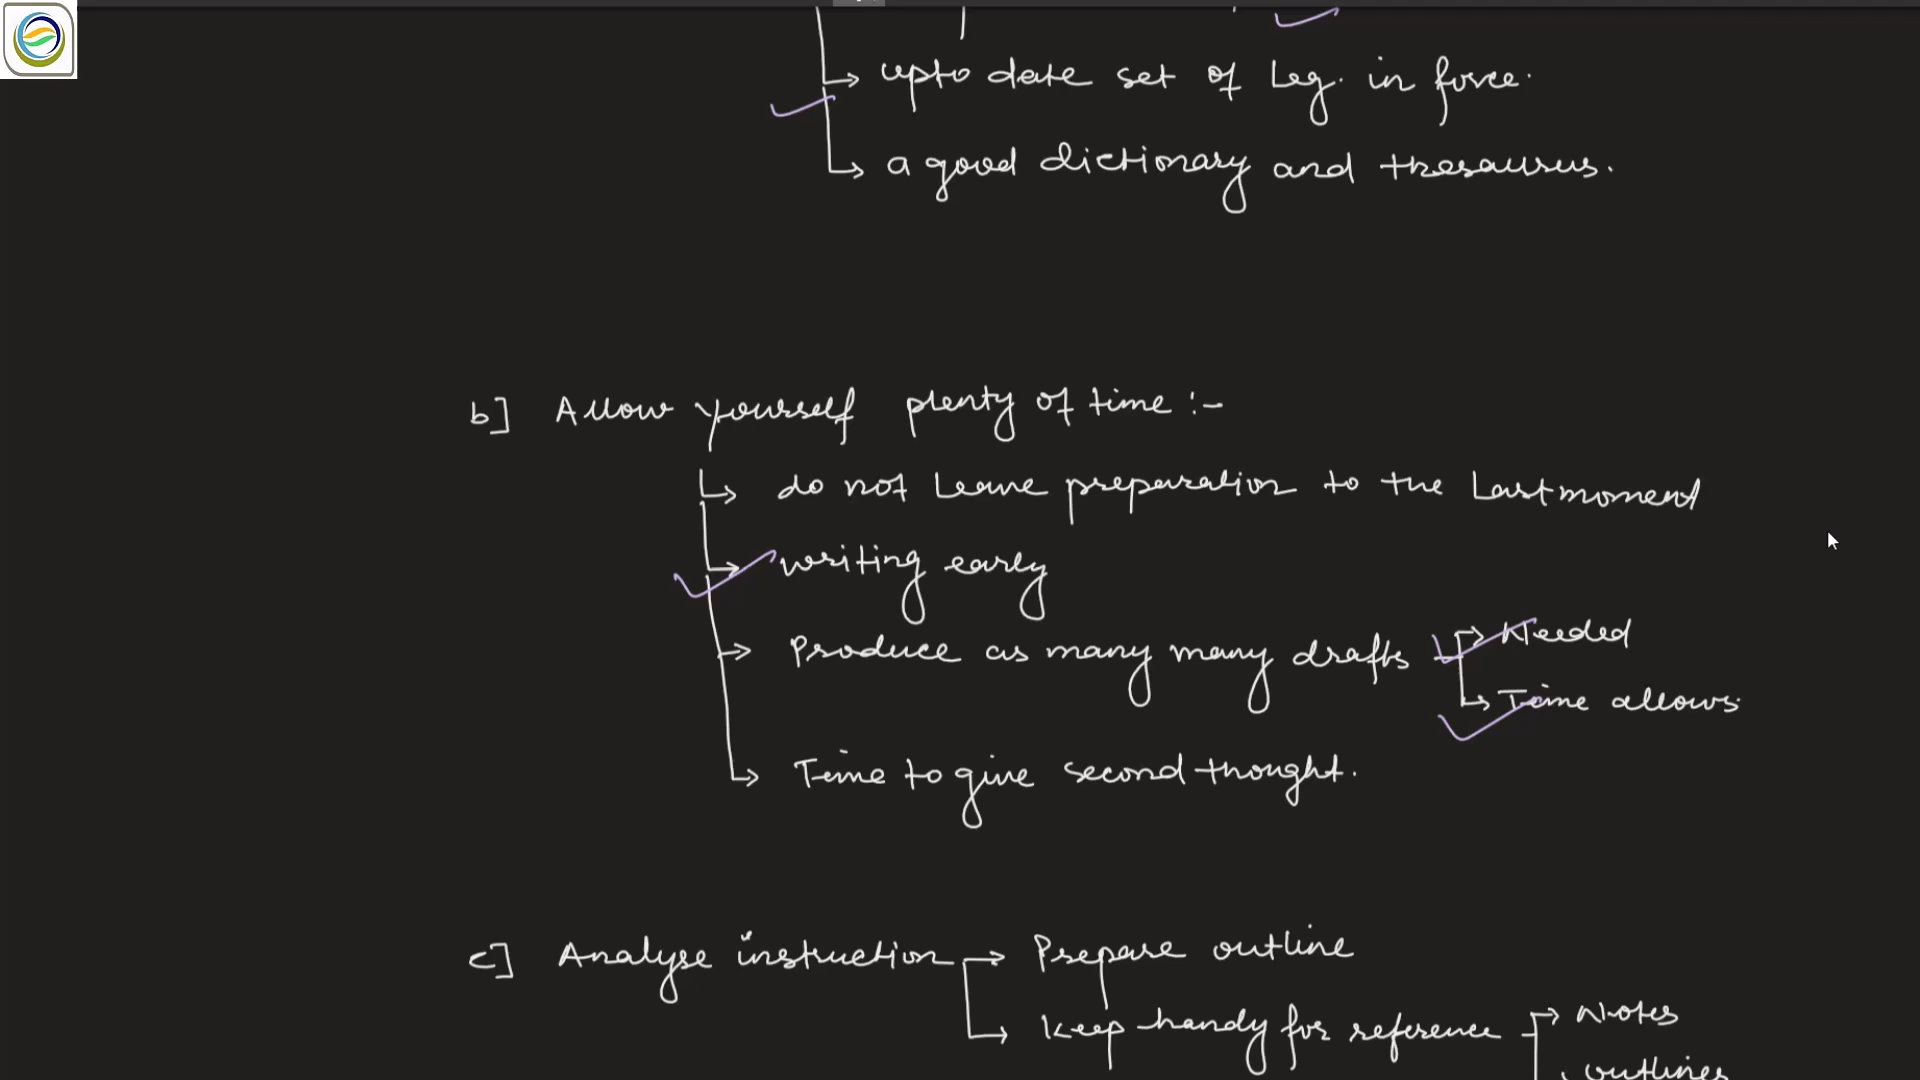 upto date set of Leg. in force.
a good dictionary and thesaurus.
b] Allow yourself plenty of time :-
do not leave preparation to the last moment
writing early
Produce as many many drafts
Needed
Time allows
Time to give second thought.
c] Analyse instruction
Prepare outline
Keep handy for reference
Notes
outlines